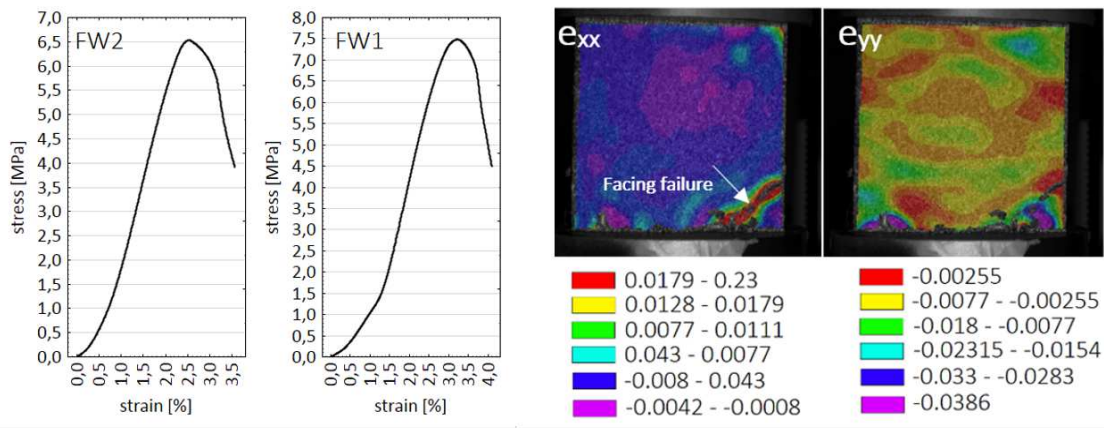 FW2
6,5
6,0
5,5
5,0
4,5
4,0
3,5
3,0
2,5
2,0
1,5
1,0
0,5
0,0
stress [MPa]
0,0 0,5 1,0 1,5 2,0 2,5 3,0 3,5
strain [%]
FW1
8,0
7,5
7,0
6,5
6,0
5,5
5,0
4,5
4,0
3,5
3,0
2,5
2,0
1,5
1,0
0,5
0,0
stress [MPa]
0,0 0,5 1,0 1,5 2,0 2,5 3,0 3,5 4,0
strain [%]
exx
Facing failure
eyy
0.0179 - 0.23
0.0128 - 0.0179
0.0077 - 0.0111
0.043 - 0.0077
-0.008 - 0.043
-0.0042 - -0.0008
-0.00255
-0.0077 - -0.00255
-0.018 - -0.0077
-0.02315 - -0.0154
-0.033 - -0.0283
-0.0386